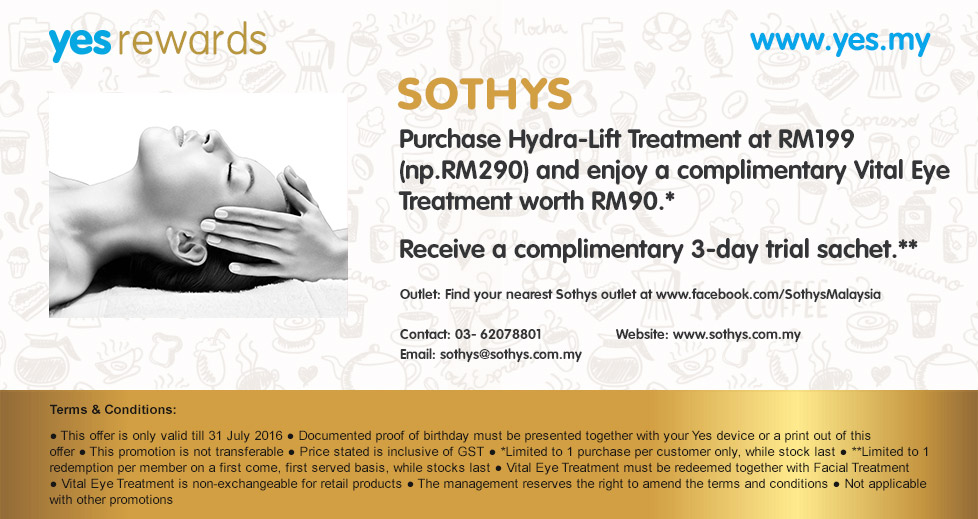 yes rewards
www.yes.my
Mocha
Espresso
SOTHYS
Purchase Hydra-Lift Treatment at RM199
(np.RM290) and enjoy a complimentary Vital Eye
Treatment worth RM90.*
Receive a complimentary 3-day trial sachet.**
Outlet: Find your nearest Sothys outlet at www.facebook.com/SothysMalaysia
COFFEE
Contact: 03- 62078801 Website: www.sothys.com.my
Email: sothys@sothys.com.my
Terms & Conditions:
● This offer is only valid till 31 July 2016 ● Documented proof of birthday must be presented together with your Yes device or a print out of this
offer ● This promotion is not transferable ● Price stated is inclusive of GST ● *Limited to 1 purchase per customer only, while stock last ● **Limited to 1
redemption per member on a first come, first served basis, while stocks last ● Vital Eye Treatment must be redeemed together with Facial Treatment
● Vital Eye Treatment is non-exchangeable for retail products ● The management reserves the right to amend the terms and conditions ● Not applicable
with other promotions